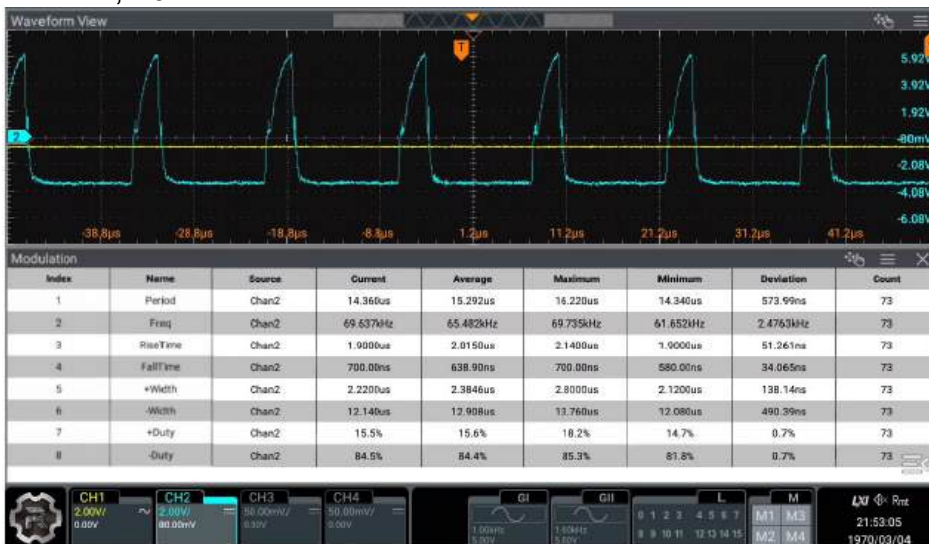 Waveform View
T
5.92V
3.92V
1.92V
2
-80mV
-2.08V
-4.08V
-6.08V
-38.8μs -28.8μs -18.8μs -8.8μs 1.2μs 11.2μs 21.2μs 31.2μs 41.2μs
Modulation
Index Name Source Current Average Maximum Minimum Deviation Count
1 Period Chan2 14.360us 15.292us 16.220us 14.340us 573.99ns 73
2 Freq Chan2 69.637kHz 65.482kHz 69.735kHz 61.652kHz 2.4763kHz 73
3 RiseTime Chan2 1.9000us 2.0150us 2.1400us 1.9000us 51.261ns 73
4 FallTime Chan2 700.00ns 638.90ns 700.00ns 580.00ns 34.065ns 73
5 +Width Chan2 2.2200us 2.3846us 2.8000us 2.1200us 138.14ns 73
6 -Width Chan2 12.140us 12.908us 13.760us 12.080us 490.39ns 73
7 +Duty Chan2 15.5% 15.6% 18.2% 14.7% 0.7% 73
8 -Duty Chan2 84.5% 84.4% 85.3% 81.8% 0.7% 73
CH1 CH2 CH3 CH4 GI GII L M
2.00V/ 2.00V/ 50.00mV/ 50.00mV/ 0 1 2 3 4 5 6 7 M1 M3 LXI Rmt
0.00V 80.00mV 0.00V 0.00V 1.00kHz 1.00kHz 8 9 10 11 12 13 14 15 21:53:05
5.00V 5.00V M2 M4 1970/03/04